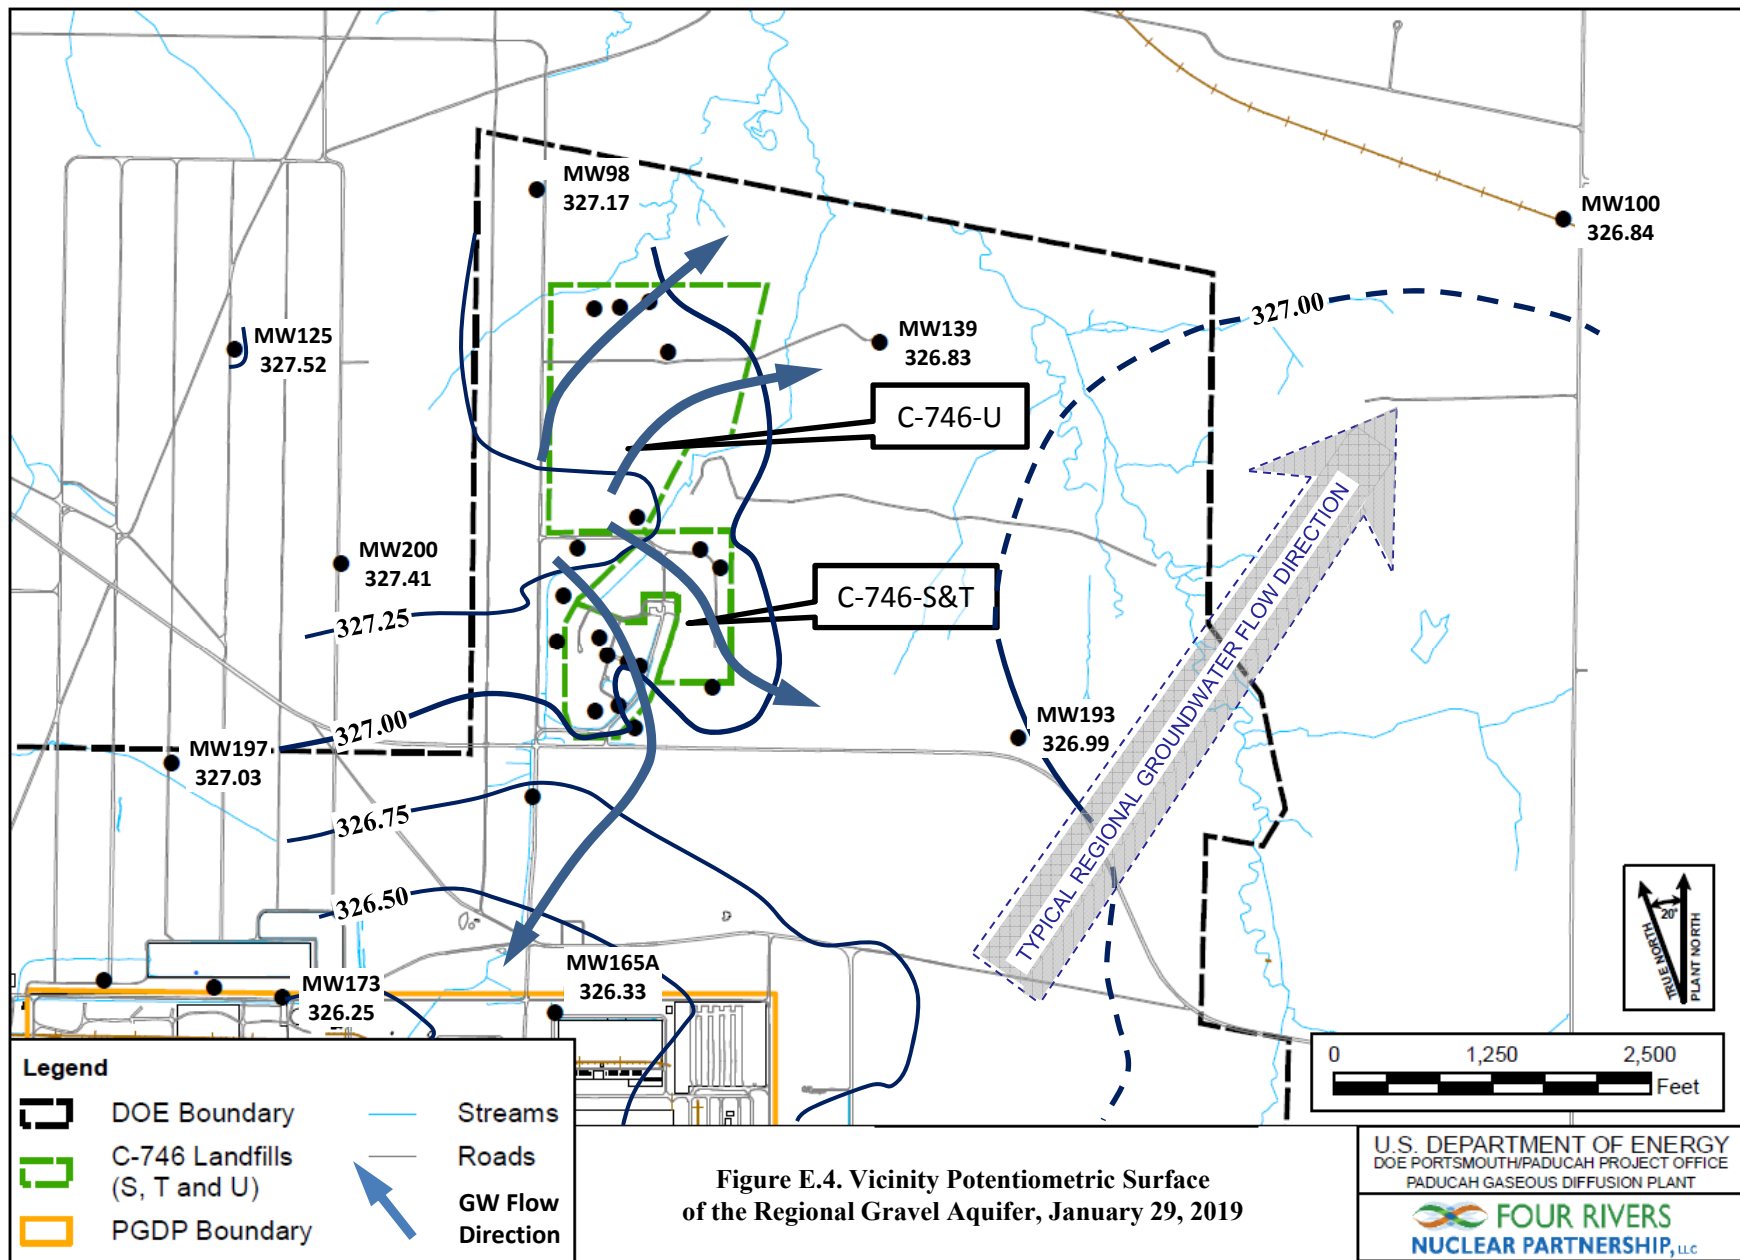 MW98
327.17
MW100
326.84
327.00
MW125
327.52
MW139
326.83
C-746-U
MW200
327.41
C-746-S&T
327.25
TYPICAL REGIONAL GROUNDWATER FLOW DIRECTION
327.00
MW197
327.03
MW193
326.99
326.75
326.50
20°
TRUE NORTH
PLANT NORTH
MW173
326.25
MW165A
326.33
0 1,250 2,500
Feet
Legend
DOE Boundary
C-746 Landfills
(S, T and U)
PGDP Boundary
Streams
Roads
GW Flow
Direction
Figure E.4. Vicinity Potentiometric Surface
of the Regional Gravel Aquifer, January 29, 2019
U.S. DEPARTMENT OF ENERGY
DOE PORTSMOUTH/PADUCAH PROJECT OFFICE
PADUCAH GASEOUS DIFFUSION PLANT
FOUR RIVERS
NUCLEAR PARTNERSHIP, LLC